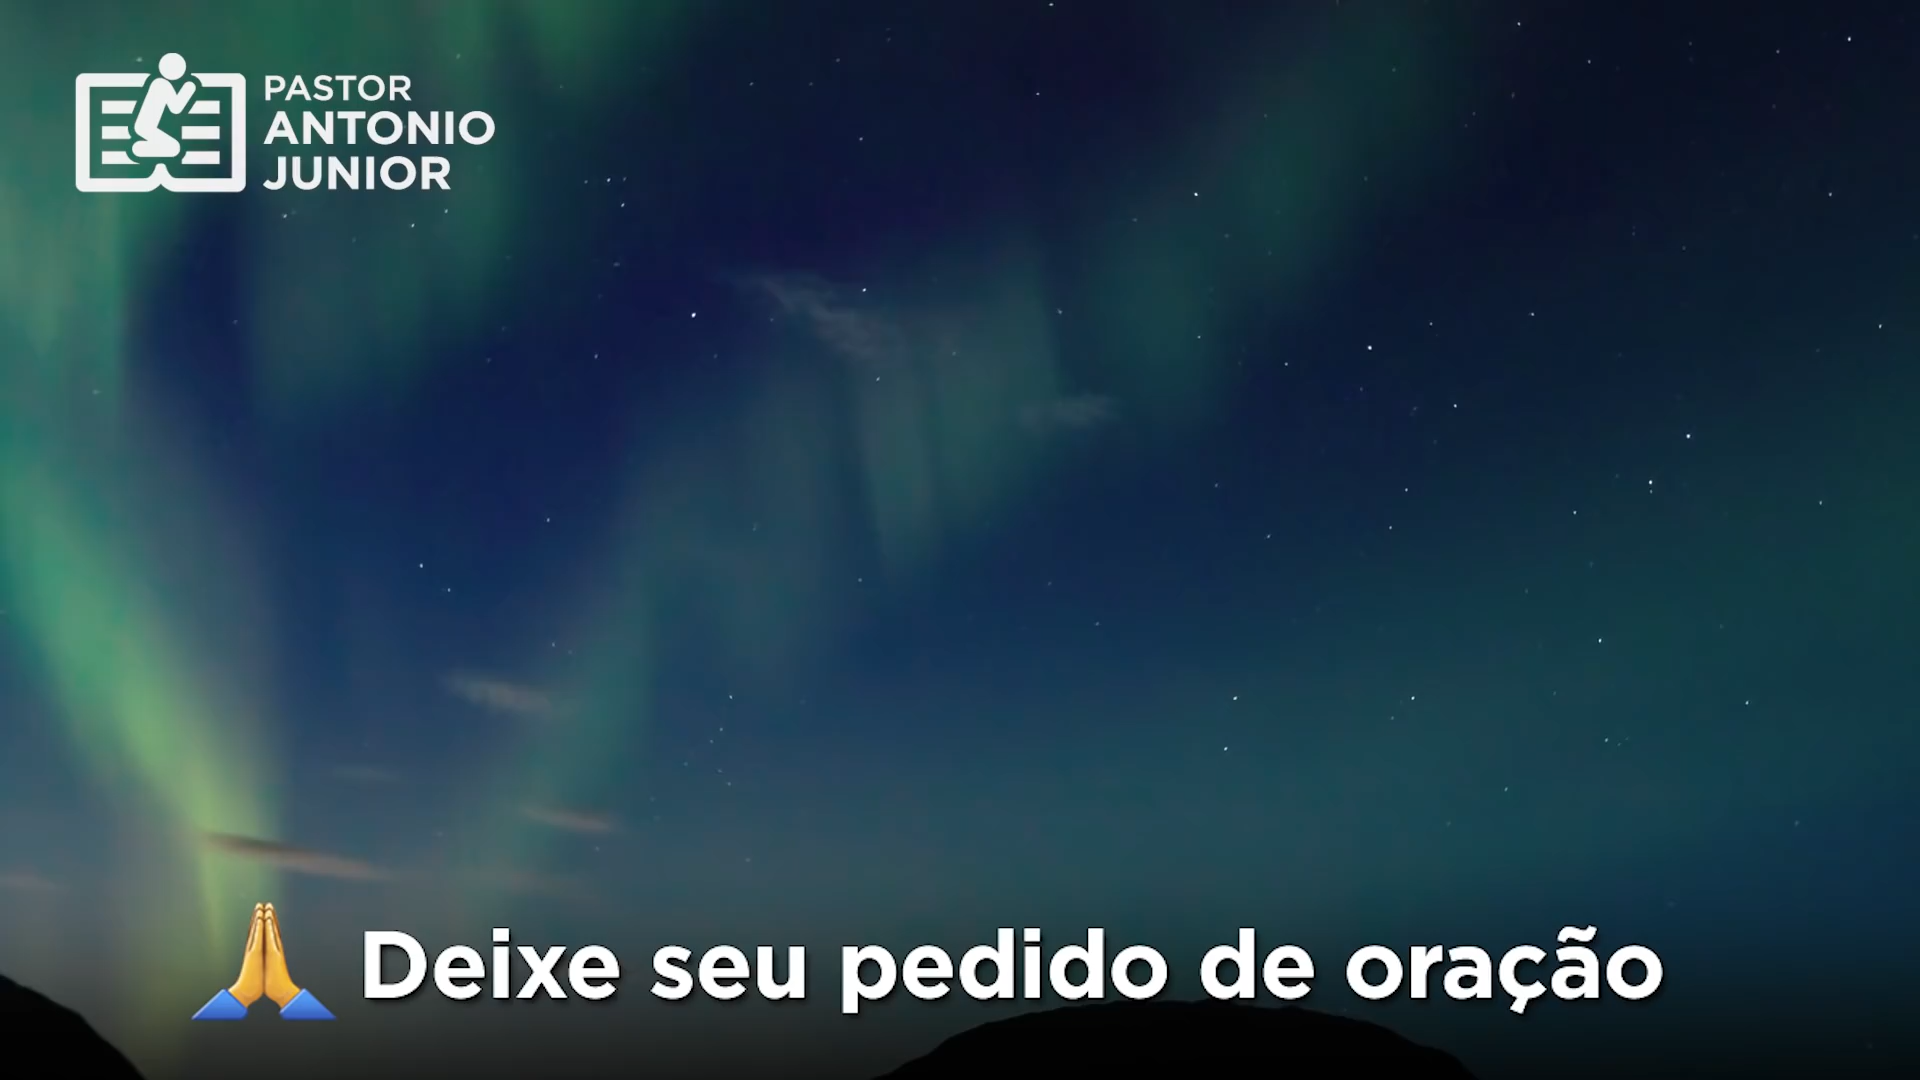 PASTOR
ANTONIO
JUNIOR
🙏 Deixe seu pedido de oração